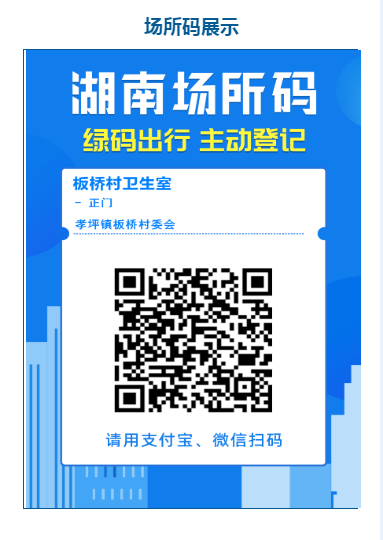 场所码展示
湖南场所码
绿码出行 主动登记
板桥村卫生室
- 正门
孝坪镇板桥村委会
请用支付宝、微信扫码